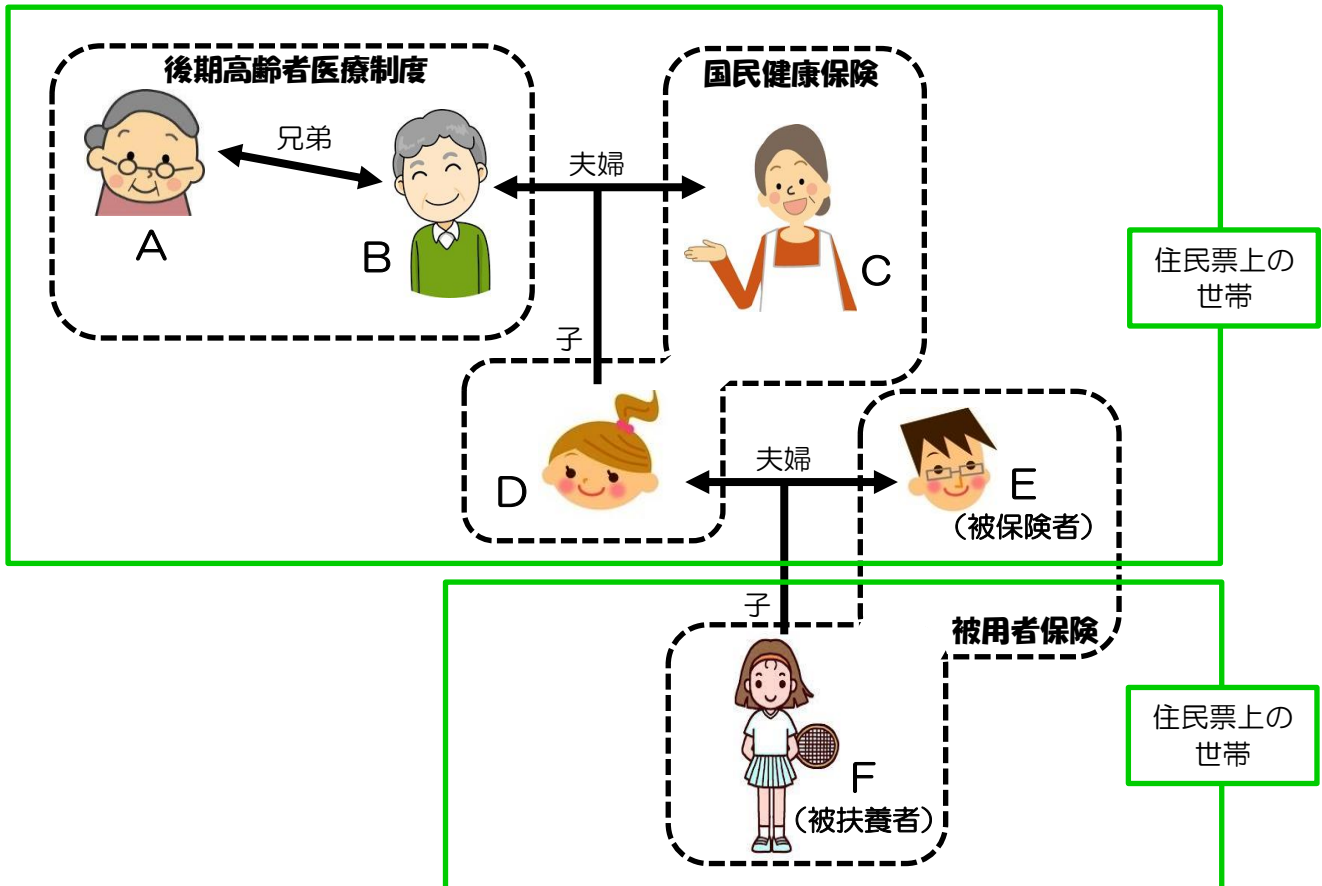 後期高齢者医療制度
国民健康保険
兄弟
夫婦
A
B
C
住民票上の
世帯
子
夫婦
D
E
（被保険者）
子
被用者保険
住民票上の
世帯
F
（被扶養者）